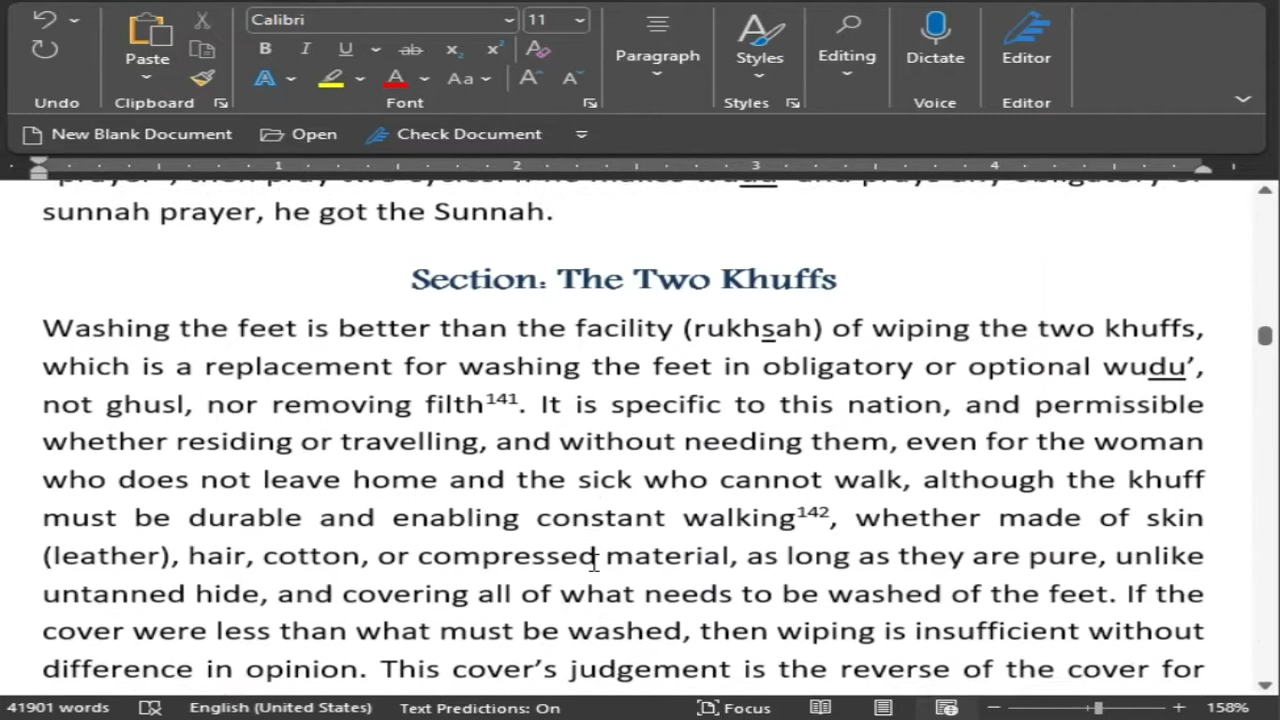 Calibri
11
B I U ab x₂ x² A
A A Aa A A
Paste
Paragraph
Styles
Editing
Dictate
Editor
Undo
Clipboard
Font
Styles
Voice
Editor
New Blank Document
Open
Check Document
1 2 3 4
sunnah prayer, he got the Sunnah.
Section: The Two Khuffs
Washing the feet is better than the facility (rukhsah) of wiping the two khuffs,
which is a replacement for washing the feet in obligatory or optional wudu’,
not ghusl, nor removing filth¹⁴¹. It is specific to this nation, and permissible
whether residing or travelling, and without needing them, even for the woman
who does not leave home and the sick who cannot walk, although the khuff
must be durable and enabling constant walking¹⁴², whether made of skin
(leather), hair, cotton, or compressed material, as long as they are pure, unlike
untanned hide, and covering all of what needs to be washed of the feet. If the
cover were less than what must be washed, then wiping is insufficient without
difference in opinion. This cover’s judgement is the reverse of the cover for
41901 words
English (United States)
Text Predictions: On
Focus
158%